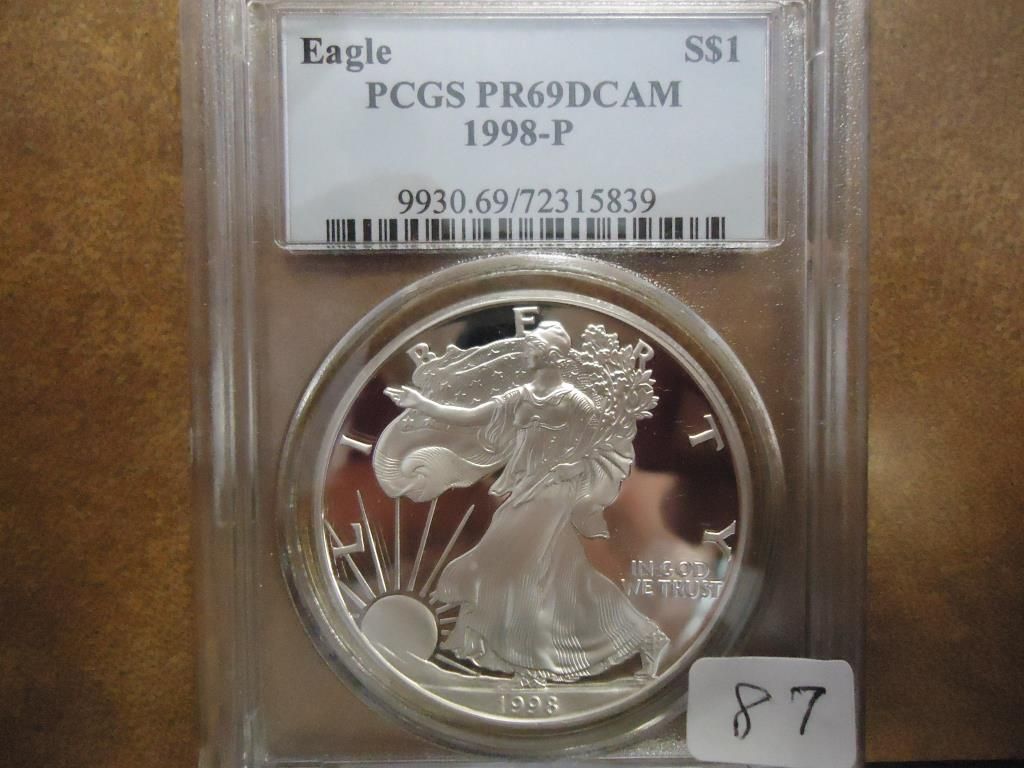 Eagle S$1
PCGS PR69DCAM
1998-P
9930.69/72315839
LIBERTY
IN GOD
WE TRUST
1998
87